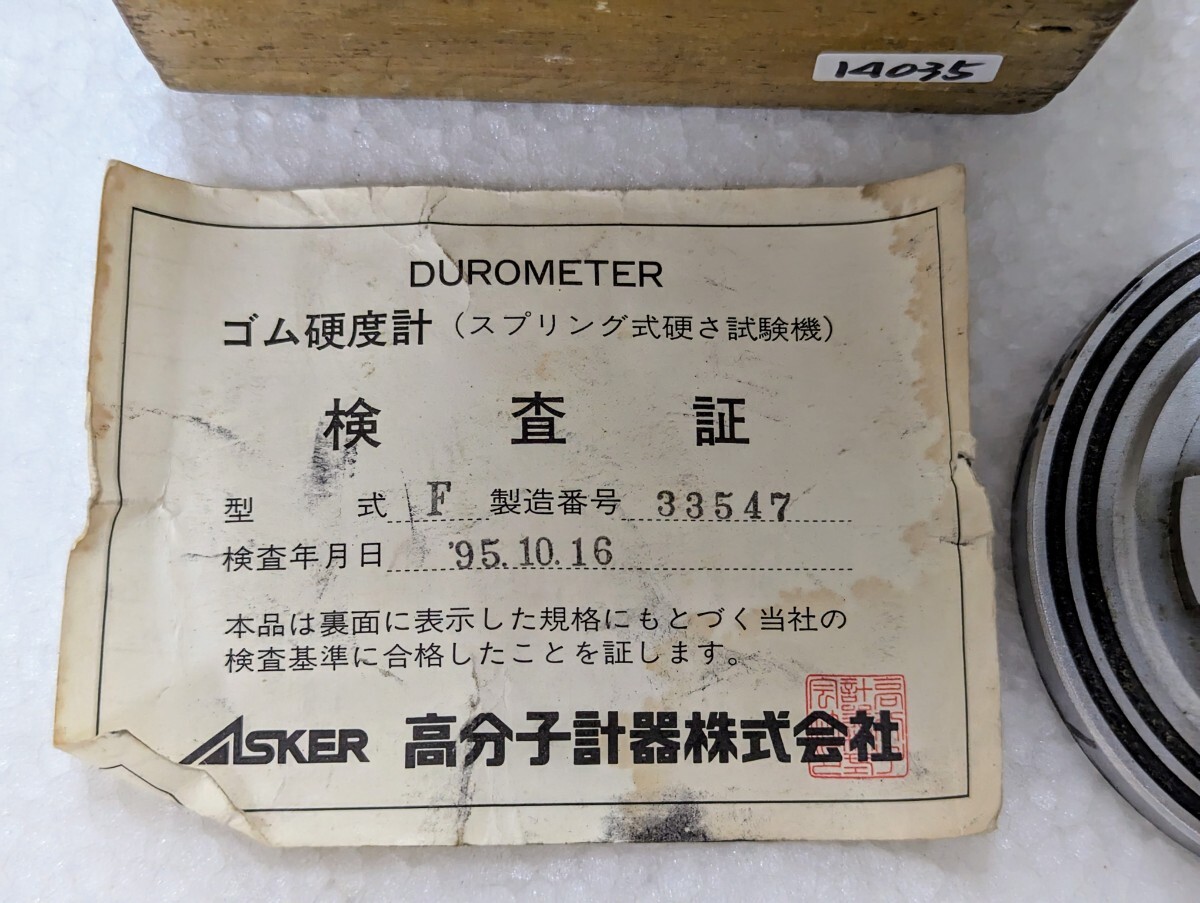 14035
DUROMETER
ゴム硬度計（スプリング式硬さ試験機）
検査証
型式 F 製造番号 33547
検査年月日 '95.10.16
本品は裏面に表示した規格にもとづく当社の
検査基準に合格したことを証します。
ASKER 高分子計器株式会社